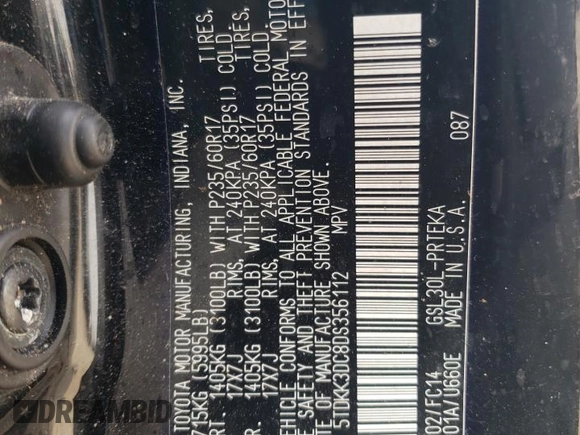 TOYOTA MOTOR MANUFACTURING, INDIANA, INC.
715KG (5995LB) TIRES,
RT. 1405KG (3100LB) WITH P235/60R17
17X7J RIMS, AT 240KPA (35PSI) COLD
1405KG (3100LB) WITH P235/60R17 TIRES,
17X7J RIMS, AT 240KPA (35PSI) COLD
EHICLE CONFORMS TO ALL APPLICABLE FEDERAL MOTOR
SAFETY AND THEFT PREVENTION STANDARDS IN EFF
MANUFACTURE SHOWN ABOVE.
5TDKK3DC8DS356112 MPV
02/FC14 GSL30L-PRTEKA 087
01A/U660E MADE IN U.S.A.
DREAMBID